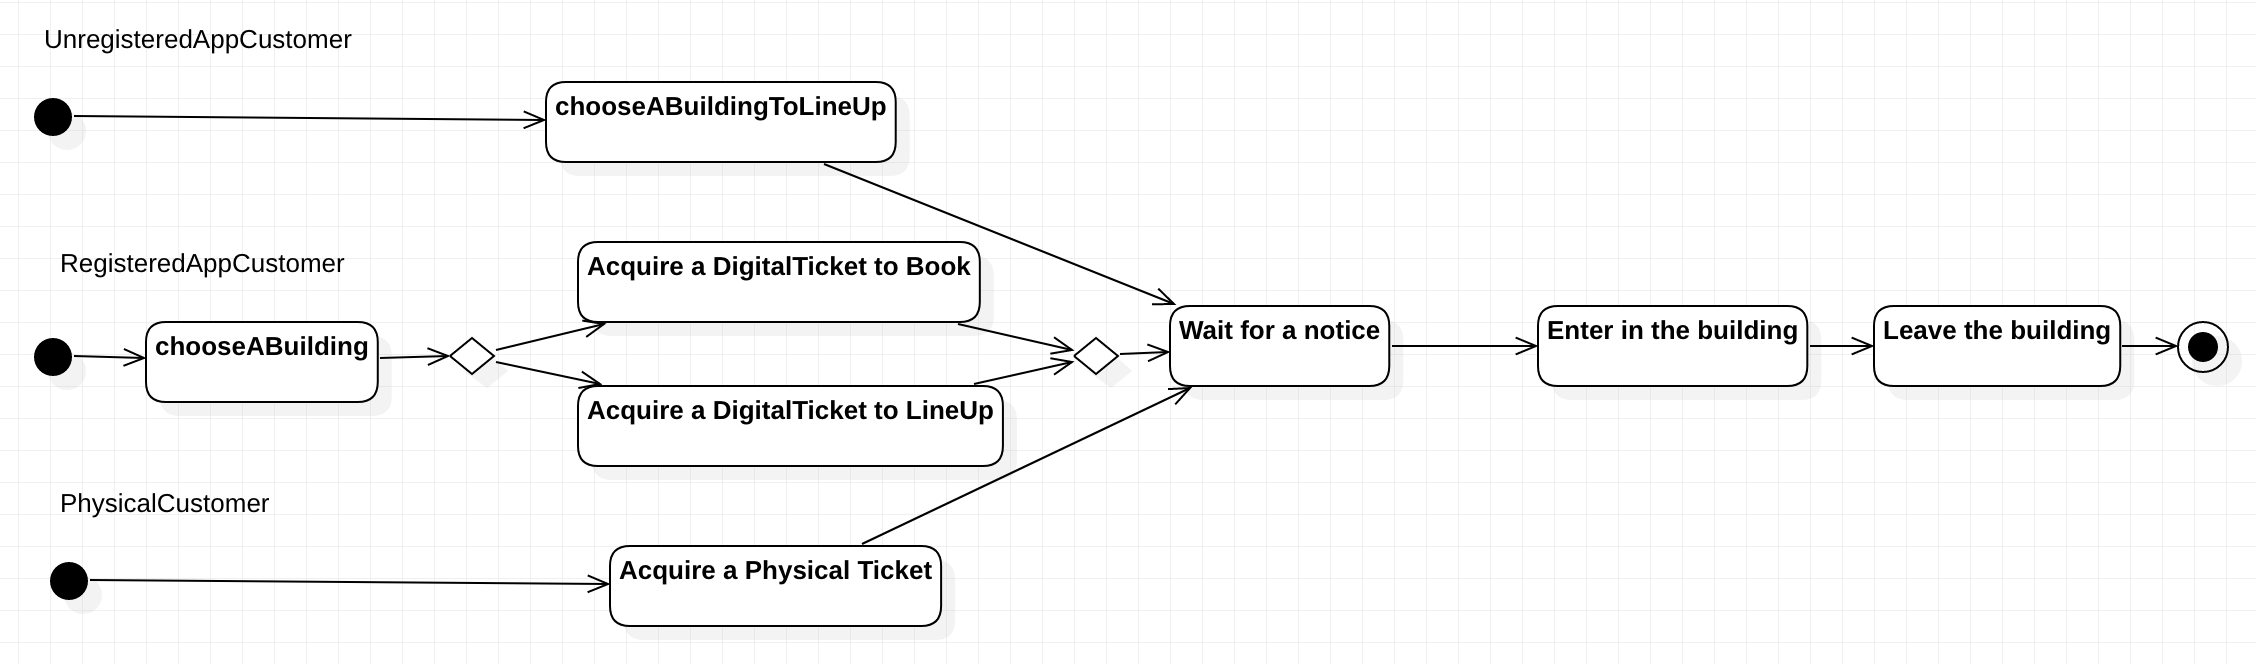 UnregisteredAppCustomer
chooseABuildingToLineUp
RegisteredAppCustomer
chooseABuilding
Acquire a DigitalTicket to Book
Acquire a DigitalTicket to LineUp
Wait for a notice
Enter in the building
Leave the building
PhysicalCustomer
Acquire a Physical Ticket